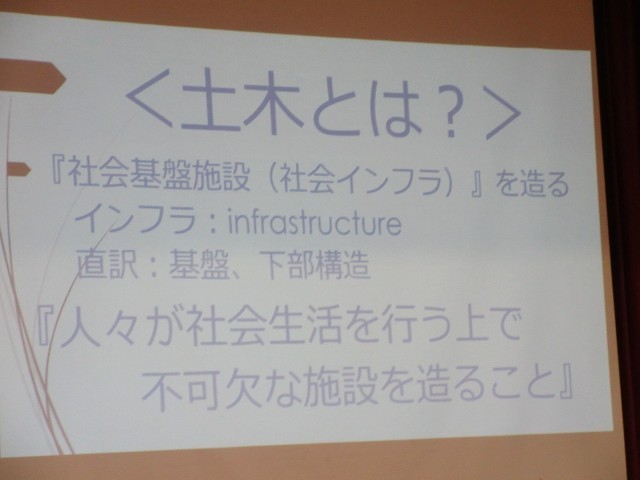 ＜土木とは？＞
『社会基盤施設（社会インフラ）』を造る
インフラ：infrastructure
直訳：基盤、下部構造
『人々が社会生活を行う上で
不可欠な施設を造ること』